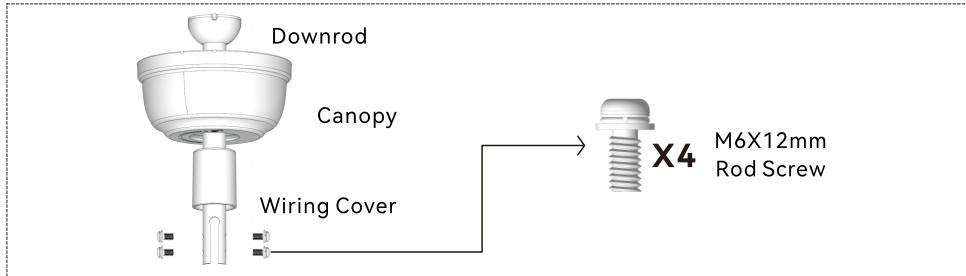 Downrod
Canopy
Wiring Cover
X4
M6X12mm
Rod Screw